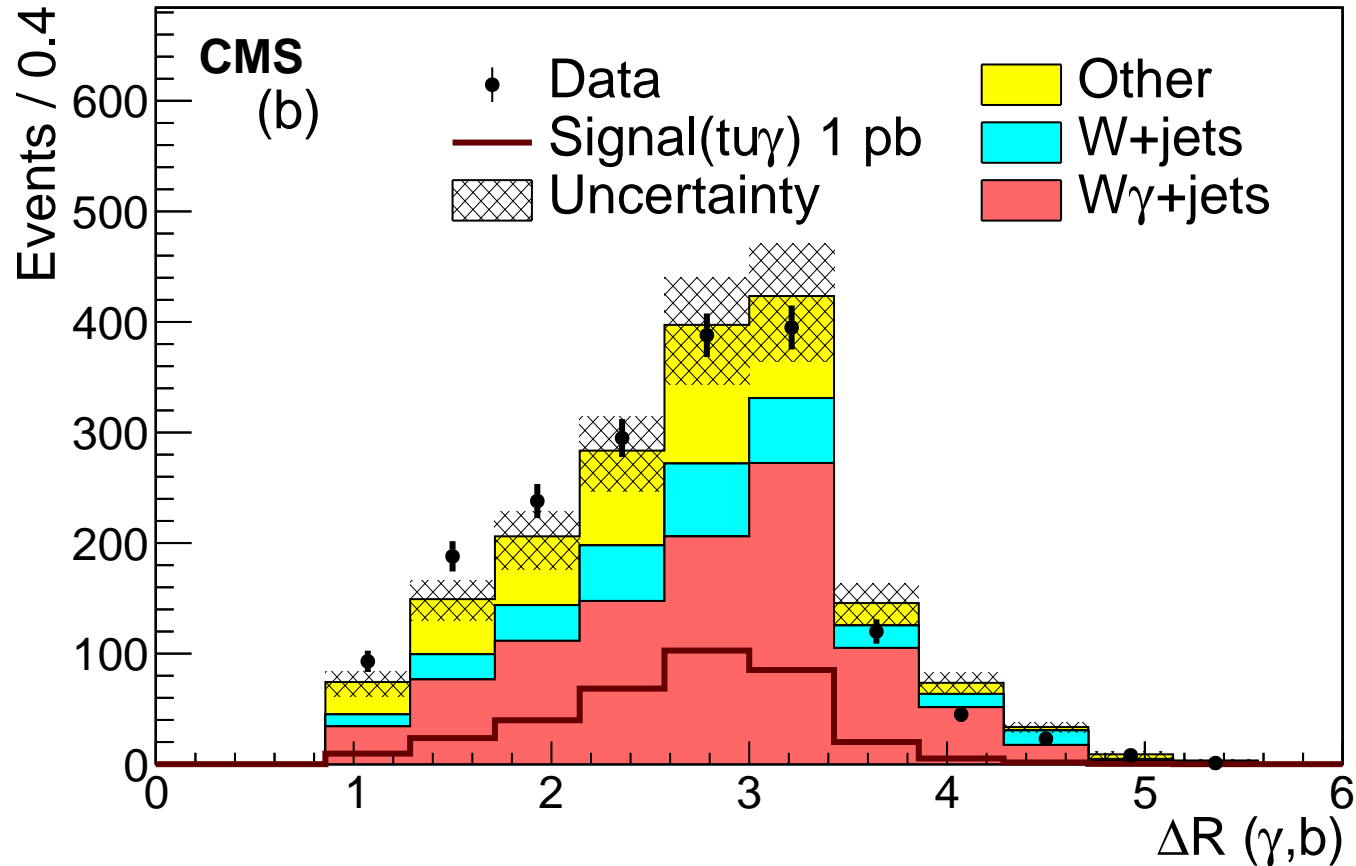 Events / 0.4
CMS
(b)
Data
Signal(tuγ) 1 pb
Uncertainty
Other
W+jets
Wγ+jets
600
500
400
300
200
100
0
0 1 2 3 4 5 6
ΔR (γ,b)